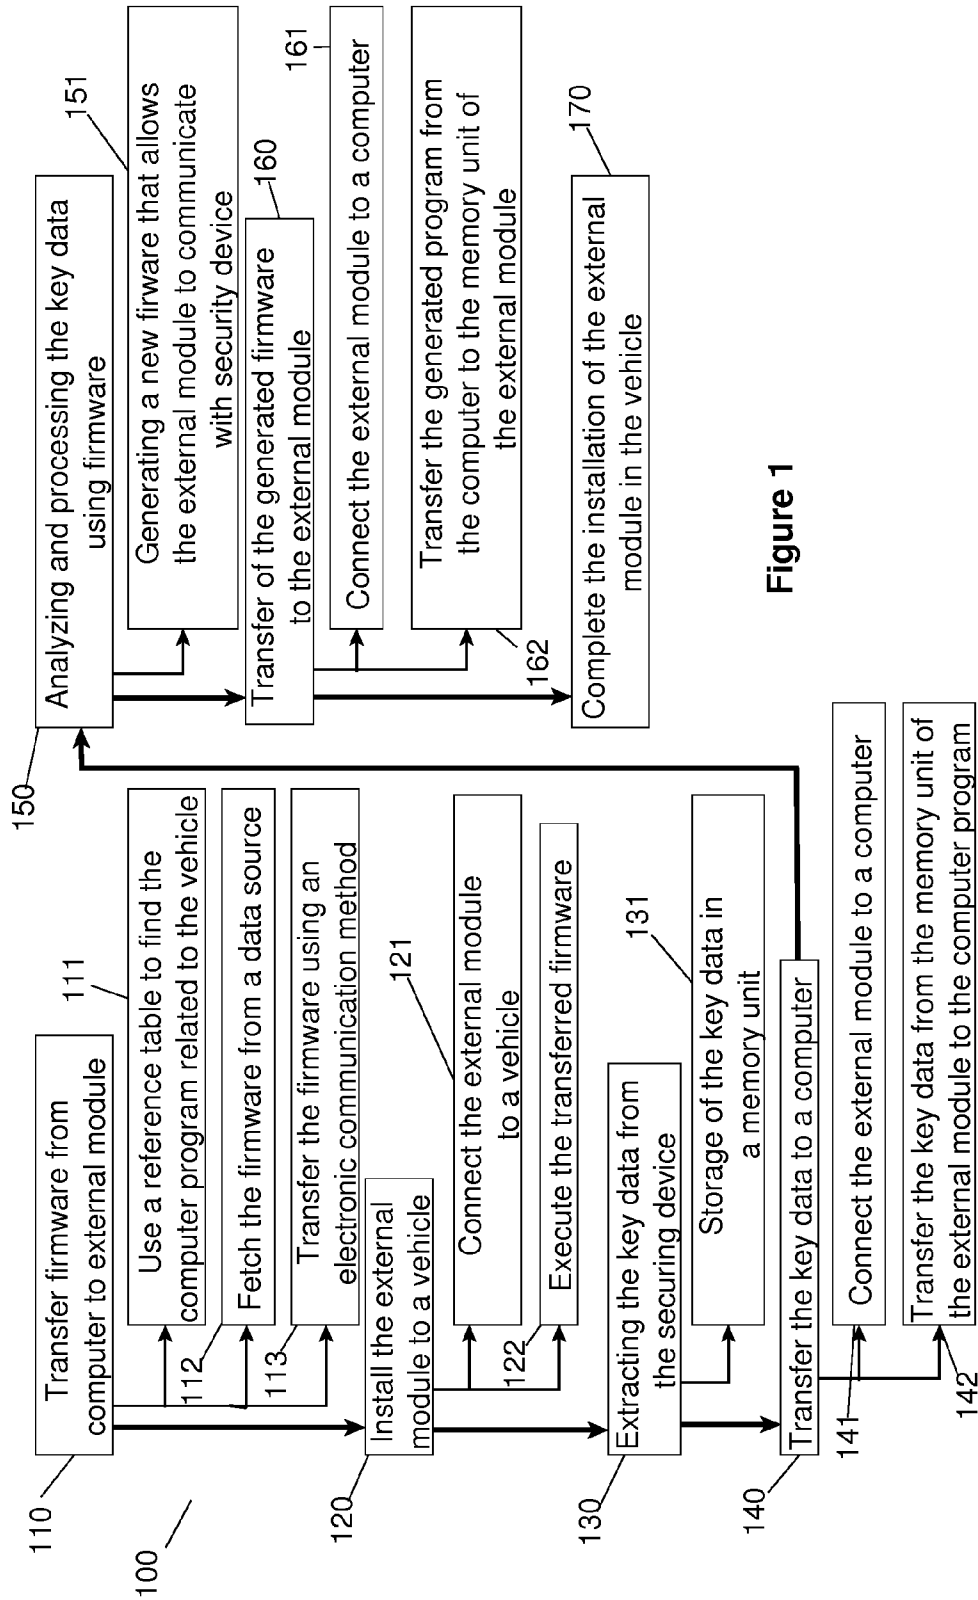 100
110
Transfer firmware from
computer to external module
111
Use a reference table to find the
computer program related to the vehicle
112
Fetch the firmware from a data source
113
Transfer the firmware using an
electronic communication method
120
Install the external
module to a vehicle
121
Connect the external module
to a vehicle
122
Execute the transferred firmware
130
Extracting the key data from
the securing device
131
Storage of the key data in
a memory unit
140
Transfer the key data to a computer
141
Connect the external module to a computer
142
Transfer the key data from the memory unit of
the external module to the computer program
150
Analyzing and processing the key data
using firmware
151
Generating a new firware that allows
the external module to communicate
with security device
160
Transfer of the generated firmware
to the external module
161
Connect the external module to a computer
162
Transfer the generated program from
the computer to the memory unit of
the external module
170
Complete the installation of the external
module in the vehicle
Figure 1